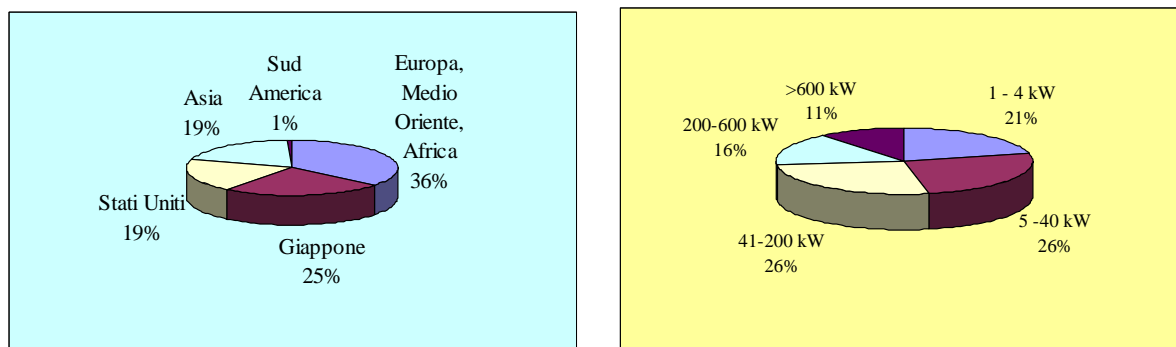 Sud
America
1%
Europa,
Medio
Oriente,
Africa
36%
Asia
19%
Stati Uniti
19%
Giappone
25%
>600 kW
11%
1 - 4 kW
21%
200-600 kW
16%
5 -40 kW
26%
41-200 kW
26%